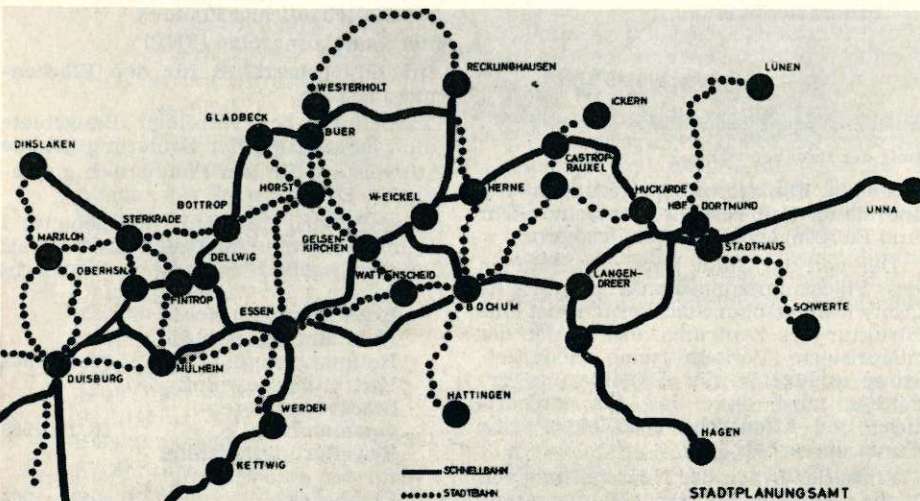 RECKLINGHAUSEN
LÜNEN
WESTERHOLT
ICKERN
GLADBECK
BUER
CASTROP-
RAUXEL
DINSLAKEN
HORST
W-EICKEL
HERNE
HUCKARDE
HBF
DORTMUND
UNNA
BOTTROP
STERKRADE
MARXLOH
GELSEN-
KIRCHEN
STADTHAUS
DELLWIG
OBERHSN.
WATTENSCHEID
LANGEN-
DREER
FINTROP
ESSEN
BOCHUM
SCHWERTE
DUISBURG
MÜLHEIM
HATTINGEN
WERDEN
HAGEN
KETTWIG
SCHNELLBAHN
STADTBAHN
STADTPLANUNGSAMT